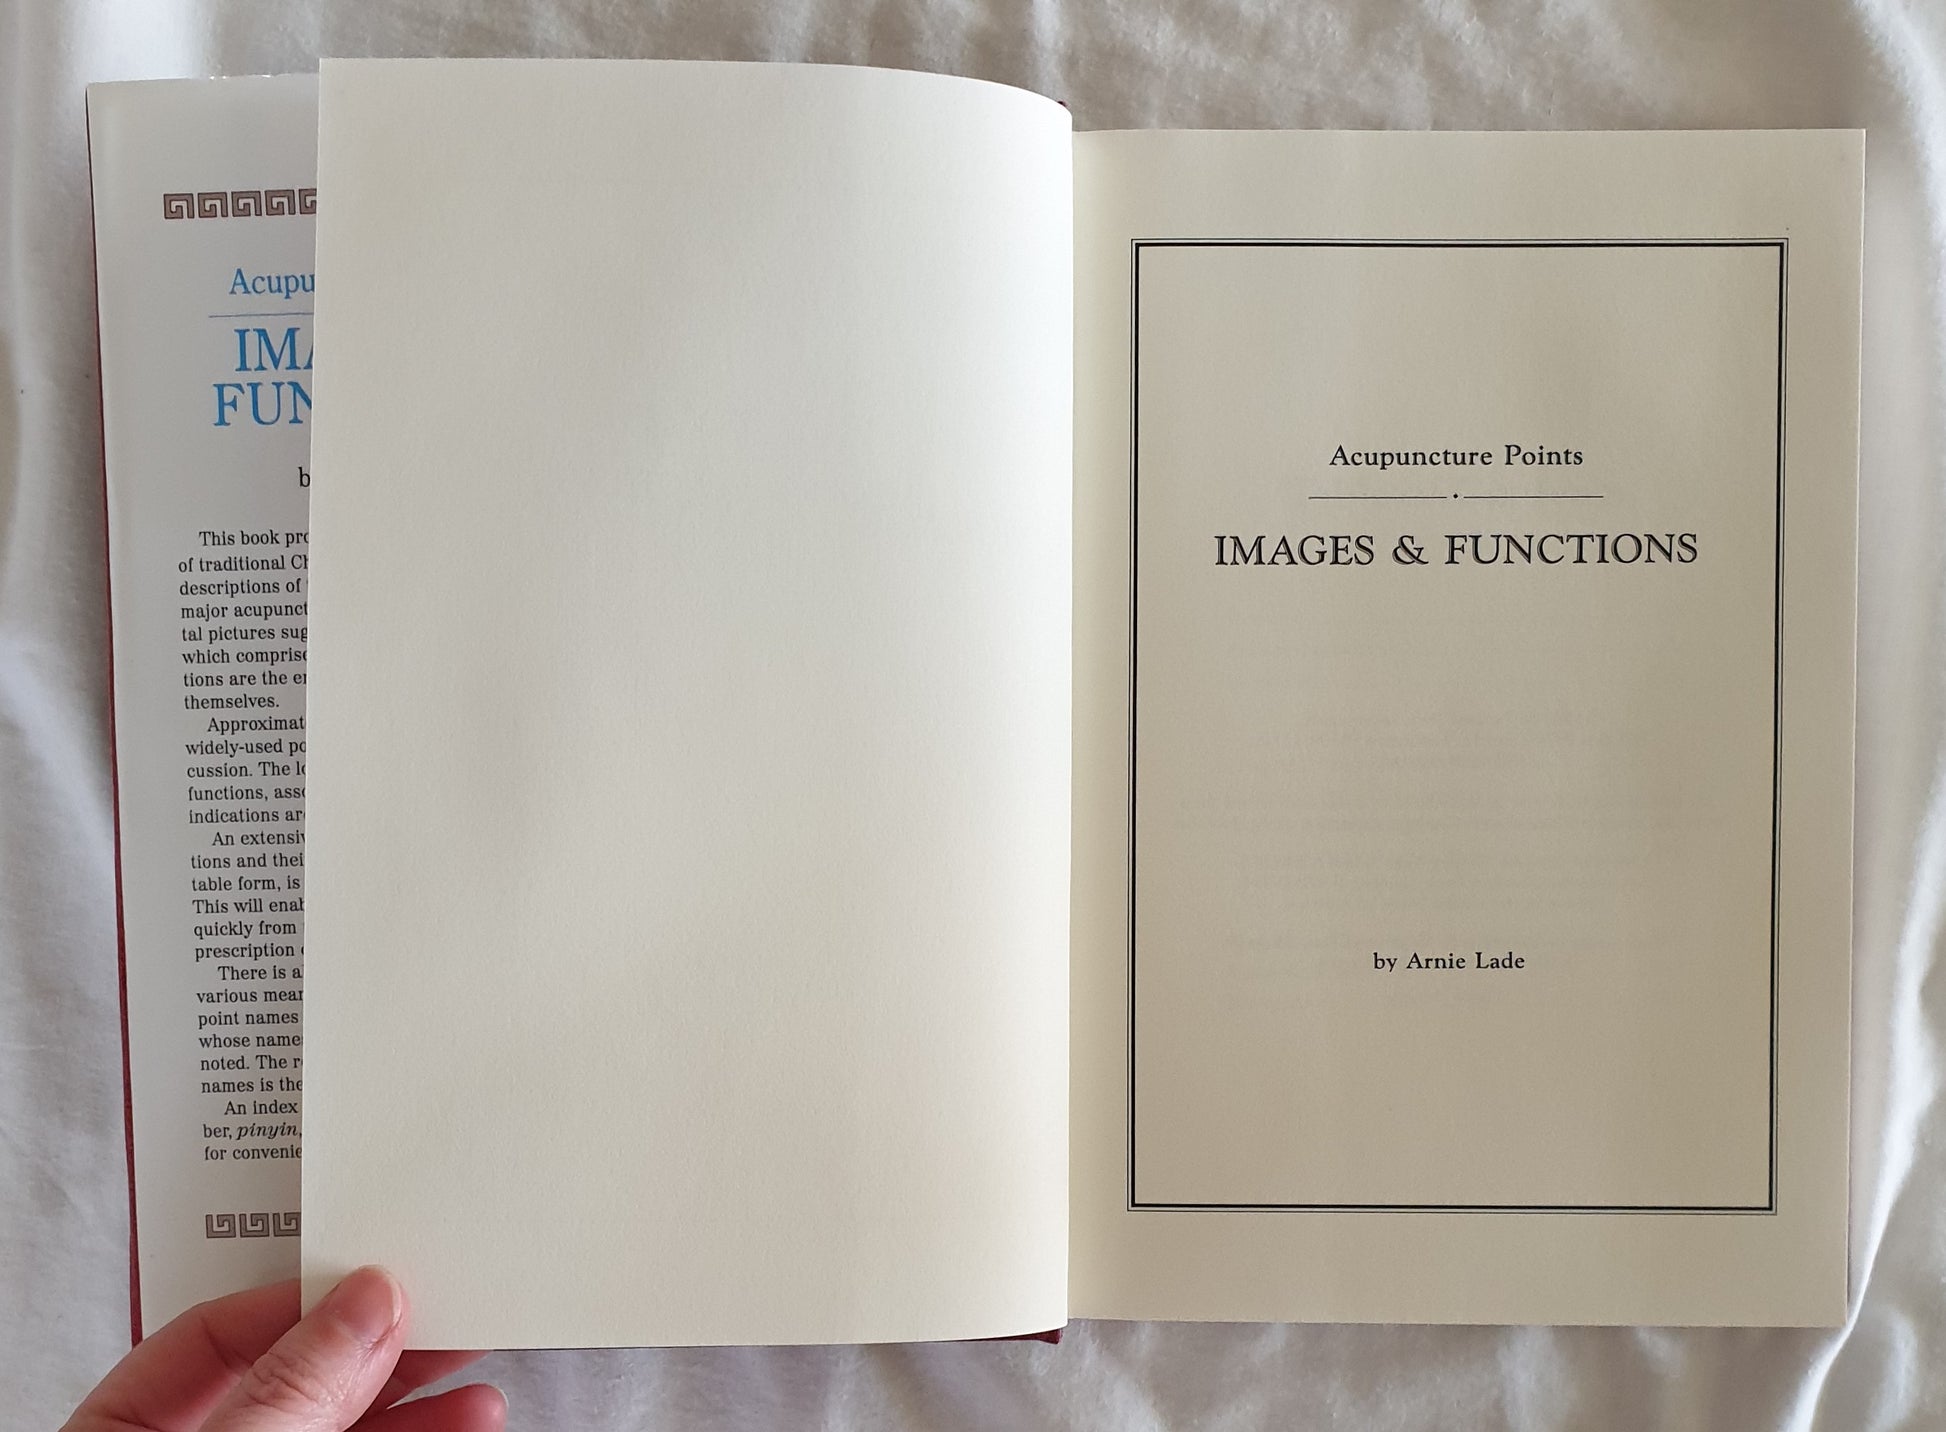 Acupu
IMA
FUN
b
This book pro
of traditional Ch
descriptions of
major acupunct
tal pictures sug
which comprise
tions are the en
themselves.
Approximat
widely-used po
cussion. The lo
functions, asso
indications are
An extensiv
tions and thei
table form, is
This will enab
quickly from
prescription
There is a
various mean
point names
whose name
noted. The r
names is the
An index
ber, pinyin,
for convenie
Acupuncture Points
IMAGES & FUNCTIONS
by Arnie Lade